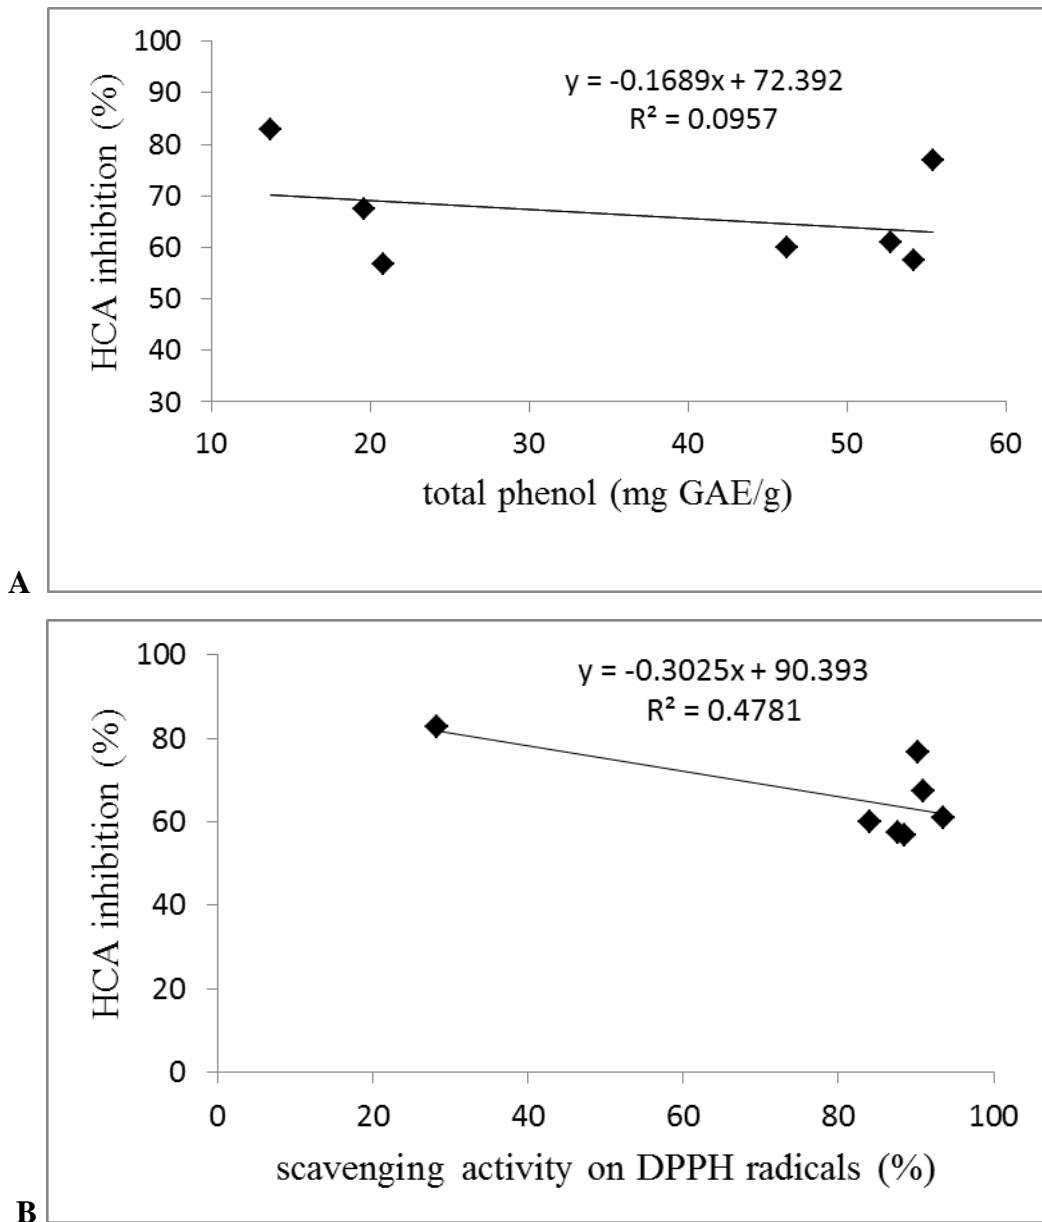 100
90
80
70
60
50
40
30
HCA inhibition (%)
y = -0.1689x + 72.392
R² = 0.0957
10 20 30 40 50 60
total phenol (mg GAE/g)
A
100
80
60
40
20
0
HCA inhibition (%)
y = -0.3025x + 90.393
R² = 0.4781
0 20 40 60 80 100
scavenging activity on DPPH radicals (%)
B